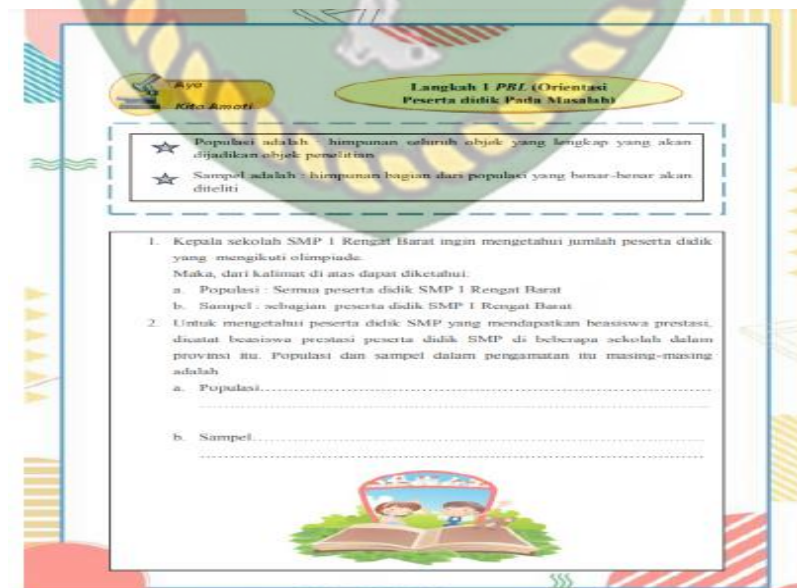 Ayo
Kita Amati
Langkah 1 PBL (Orientasi
Peserta didik Pada Masalah)
Populasi adalah himpunan seluruh objek yang lengkap yang akan
dijadikan objek penelitian
Sampel adalah : himpunan bagian dari populasi yang benar-benar akan
diteliti
1. Kepala sekolah SMP 1 Rengat Barat ingin mengetahui jumlah peserta didik
yang mengikuti olimpiade.
Maka, dari kalimat di atas dapat diketahui:
a. Populasi : Semua peserta didik SMP 1 Rengat Barat
b. Sampel : sebagian peserta didik SMP 1 Rengat Barat
2. Untuk mengetahui peserta didik SMP yang mendapatkan beasiswa prestasi,
dicatat beasiswa prestasi peserta didik SMP di beberapa sekolah dalam
provinsi itu. Populasi dan sampel dalam pengamatan itu masing-masing
adalah
a. Populasi
b. Sampel